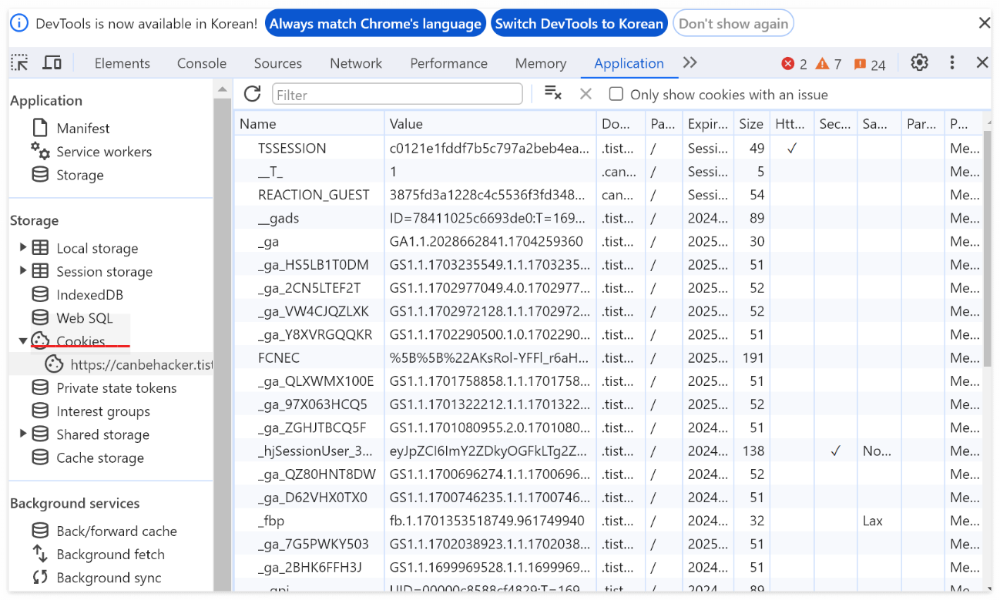 DevTools is now available in Korean! Always match Chrome's language Switch DevTools to Korean Don't show again
Elements Console Sources Network Performance Memory Application 2 7 24
Application
Manifest
Service workers
Storage
Storage
Local storage
Session storage
IndexedDB
Web SQL
Cookies
https://canbehacker.tist
Private state tokens
Interest groups
Shared storage
Cache storage
Background services
Back/forward cache
Background fetch
Background sync
Filter Only show cookies with an issue
Name Value Do... Pa... Expir... Size Htt... Sec... Sa... Par... P...
TSSESSION c0121e1fddf7b5c797a2beb4ea... .tist... / Sessi... 49 ✓ Me...
__T_ 1 .can... / Sessi... 5 Me...
REACTION_GUEST 3875fd3a1228c4c5536f3fd348... can... / Sessi... 54 Me...
__gads ID=78411025c6693de0:T=169... .tist... / 2024... 89 Me...
_ga GA1.1.2028662841.1704259360 .tist... / 2025... 30 Me...
_ga_HS5LB1T0DM GS1.1.1703235549.1.1.1703235... .tist... / 2025... 51 Me...
_ga_2CN5LTEF2T GS1.1.1702977049.4.0.1702977... .tist... / 2025... 52 Me...
_ga_VW4CJQZLXK GS1.1.1702972128.1.1.1702972... .tist... / 2025... 52 Me...
_ga_Y8XVRGQQKR GS1.1.1702290500.1.0.1702290... .tist... / 2025... 51 Me...
FCNEC %5B%5B%22AKsRol-YFFl_r6aH... .tist... / 2025... 191 Me...
_ga_QLXWMX100E GS1.1.1701758858.1.1.1701758... .tist... / 2025... 51 Me...
_ga_97X063HCQ5 GS1.1.1701322212.1.1.1701322... .tist... / 2025... 52 Me...
_ga_ZGHJTBCQ5F GS1.1.1701080955.2.0.1701080... .tist... / 2024... 51 Me...
_hjSessionUser_3... eyJpZCI6ImY2ZDkyOGFkLTg2Z... .tist... / 2024... 138 ✓ No... Me...
_ga_QZ80HNT8DW GS1.1.1700696274.1.1.1700696... .tist... / 2024... 52 Me...
_ga_D62VHX0TX0 GS1.1.1700746235.1.1.1700746... .tist... / 2024... 51 Me...
_fbp fb.1.1701353518749.961749940 .tist... / 2024... 32 Lax Me...
_ga_7G5PWKY503 GS1.1.1702038923.1.1.1702038... .tist... / 2025... 51 Me...
_ga_2BHK6FFH3J GS1.1.1699969528.1.1.1699969... .tist... / 2024... 51 Me...
__gpi UID=00000c8588cf4829:T=169... .tist... / 2024... 89 Me...